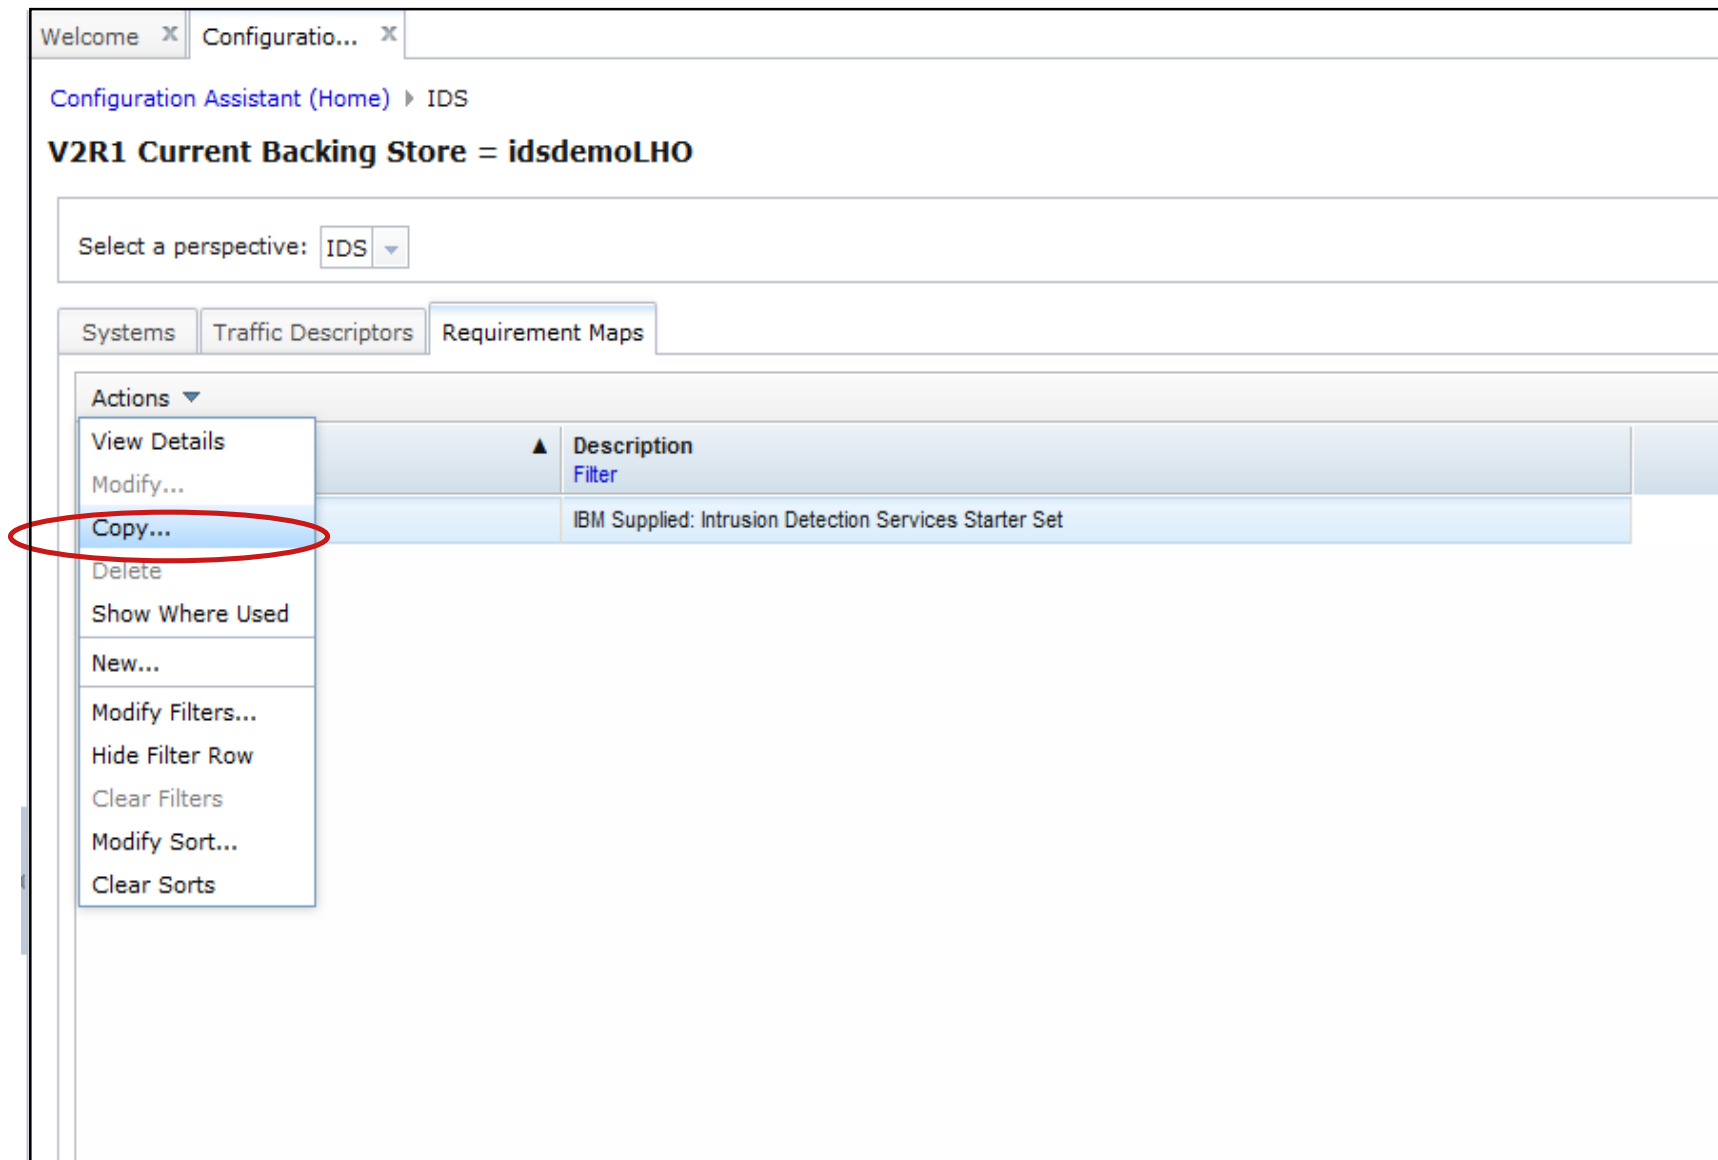 Welcome X Configuratio... X
Configuration Assistant (Home) IDS
V2R1 Current Backing Store = idsdemoLHO
Select a perspective: IDS
Systems Traffic Descriptors Requirement Maps
Actions
View Details
Modify...
Copy...
Delete
Show Where Used
New...
Modify Filters...
Hide Filter Row
Clear Filters
Modify Sort...
Clear Sorts
Description
Filter
IBM Supplied: Intrusion Detection Services Starter Set